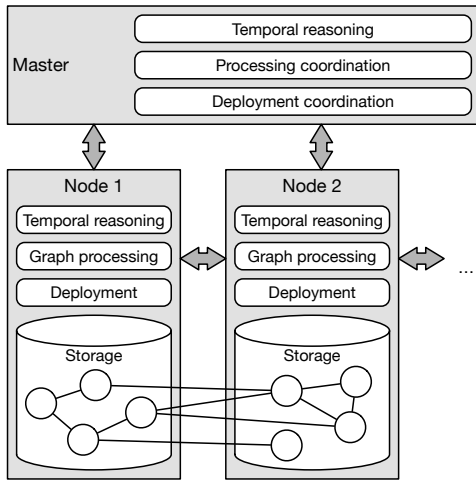 Master
Temporal reasoning
Processing coordination
Deployment coordination
Node 1
Temporal reasoning
Graph processing
Deployment
Storage
Node 2
Temporal reasoning
Graph processing
Deployment
Storage
...